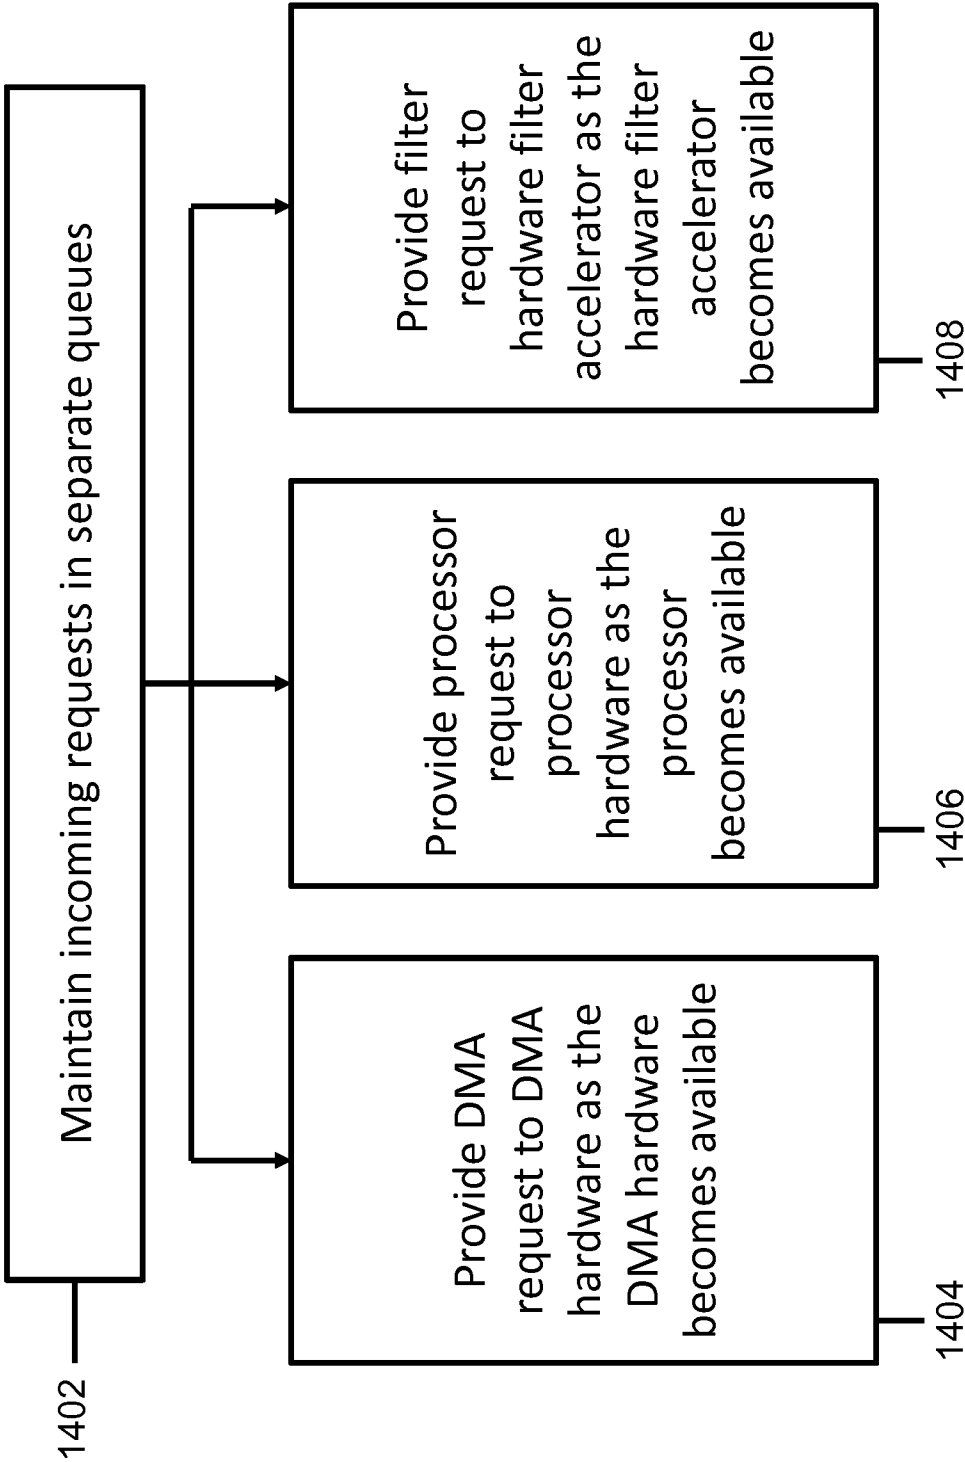 1402
Maintain incoming requests in separate queues
Provide DMA
request to DMA
hardware as the
DMA hardware
becomes available
1404
Provide processor
request to
processor
hardware as the
processor
becomes available
1406
Provide filter
request to
hardware filter
accelerator as the
hardware filter
accelerator
becomes available
1408